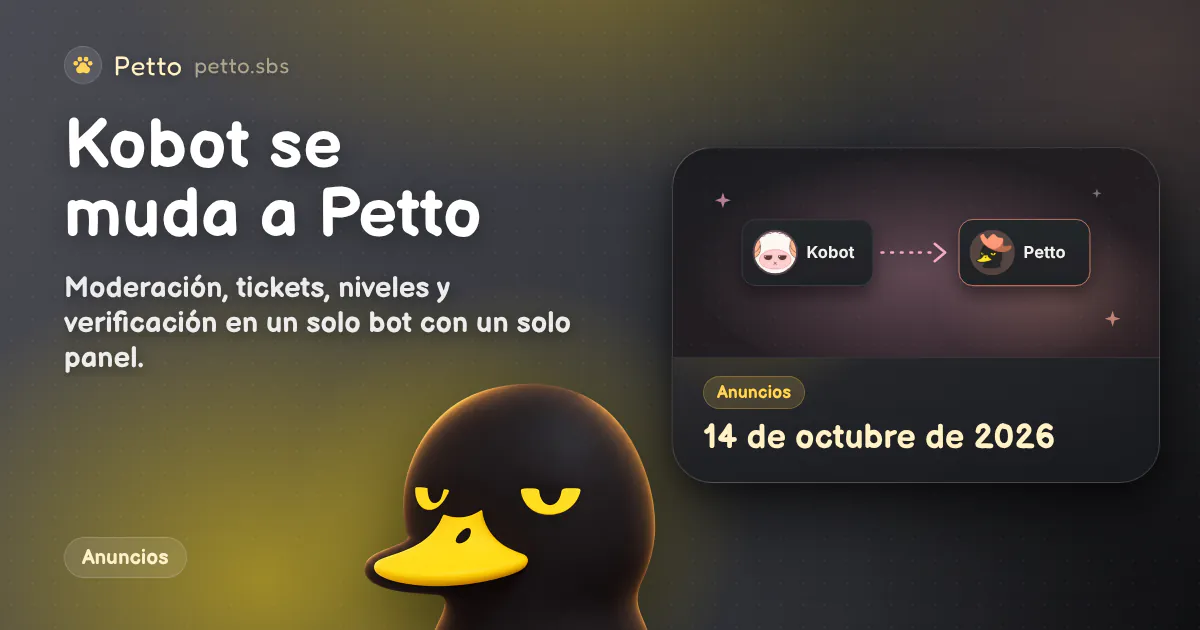 Petto petto.sbs
Kobot se
muda a Petto
Moderación, tickets, niveles y
verificación en un solo bot con un solo
panel.
Anuncios
Kobot
Petto
Anuncios
14 de octubre de 2026